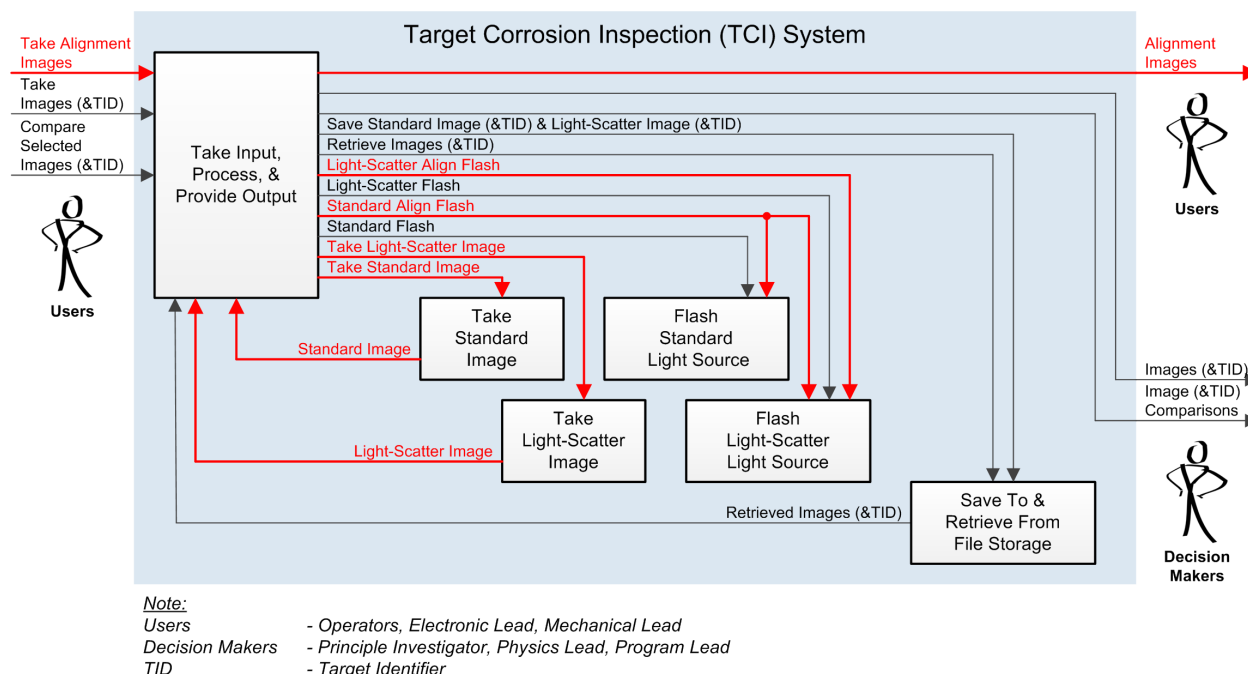 Target Corrosion Inspection (TCI) System
Take Alignment
Images
Take
Images (&TID)
Compare
Selected
Images (&TID)
Users
Take Input,
Process, &
Provide Output
Alignment
Images
Users
Save Standard Image (&TID) & Light-Scatter Image (&TID)
Retrieve Images (&TID)
Light-Scatter Align Flash
Light-Scatter Flash
Standard Align Flash
Standard Flash
Take Light-Scatter Image
Take Standard Image
Take
Standard
Image
Flash
Standard
Light Source
Standard Image
Images (&TID)
Image (&TID)
Comparisons
Take
Light-Scatter
Image
Flash
Light-Scatter
Light Source
Light-Scatter Image
Save To &
Retrieve From
File Storage
Retrieved Images (&TID)
Decision
Makers
Note:
Users - Operators, Electronic Lead, Mechanical Lead
Decision Makers - Principle Investigator, Physics Lead, Program Lead
TID - Target Identifier